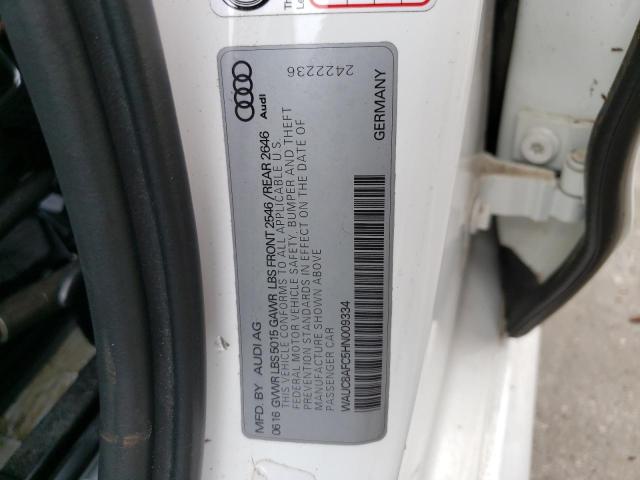 Audi
2422236
MFD. BY AUDI AG
GERMANY
0616 GVWR LBS 5015 GAWR LBS FRONT 2546/REAR 2646
THIS VEHICLE CONFORMS TO ALL APPLICABLE U.S.
FEDERAL MOTOR VEHICLE SAFETY, BUMPER AND THEFT
PREVENTION STANDARDS IN EFFECT ON THE DATE OF
MANUFACTURE SHOWN ABOVE
PASSENGER CAR
WAUC8AFC5HN009334